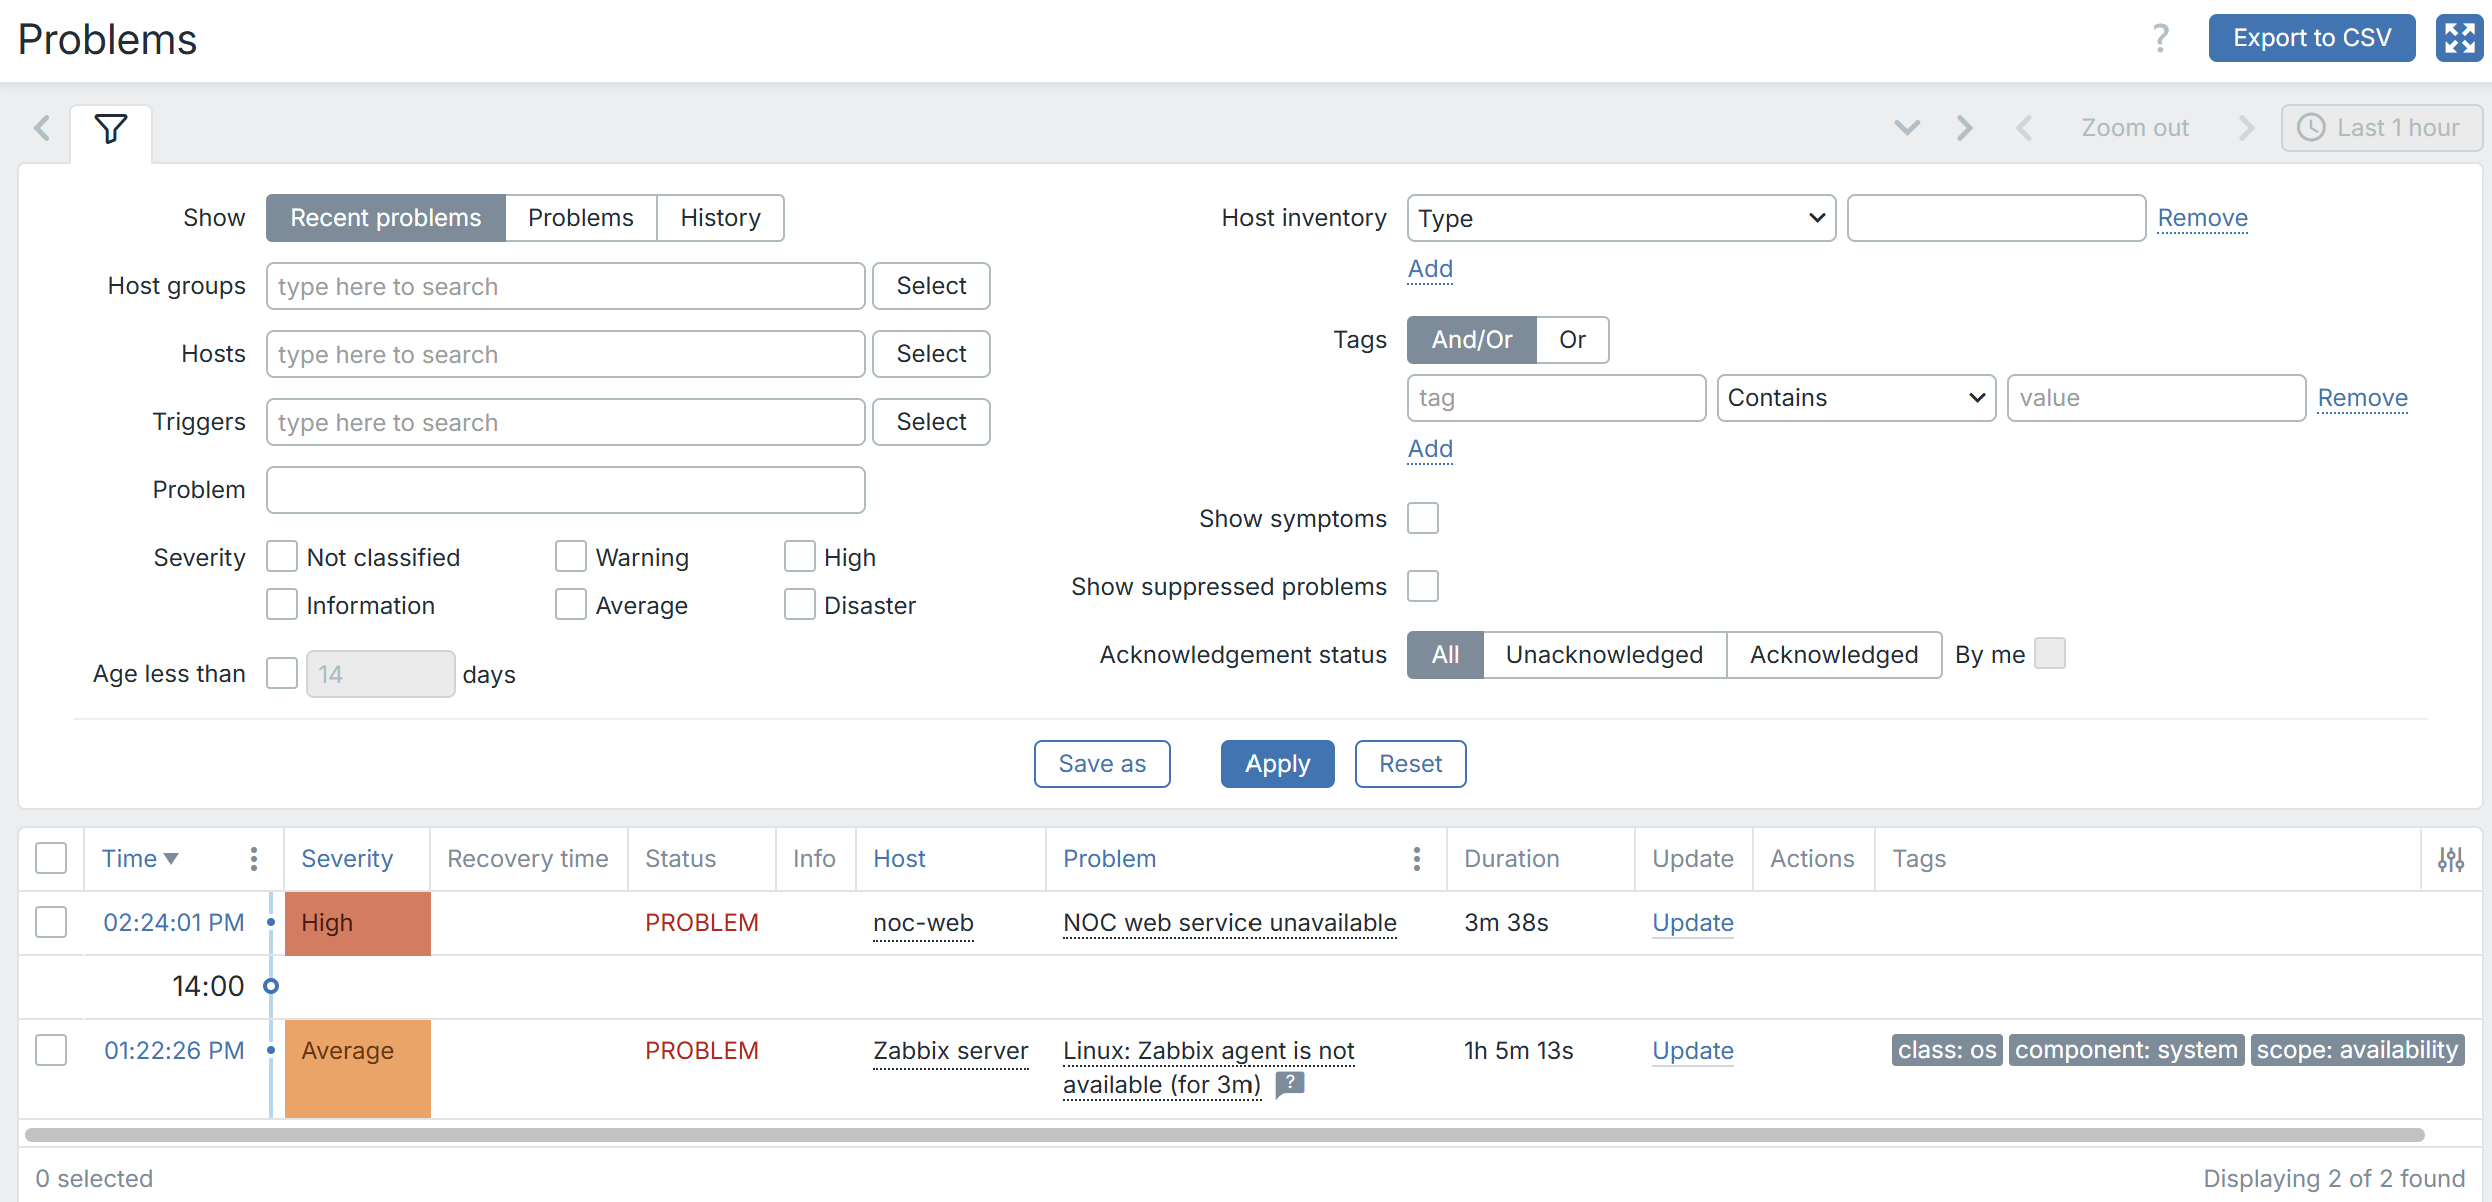 Problems
? Export to CSV
Zoom out Last 1 hour
Show Recent problems Problems History
Host inventory Type Remove
Add
Host groups type here to search Select
Hosts type here to search Select
Tags And/Or Or
tag Contains value Remove
Add
Triggers type here to search Select
Problem
Show symptoms
Severity Not classified Warning High
Information Average Disaster
Show suppressed problems
Age less than 14 days
Acknowledgement status All Unacknowledged Acknowledged By me
Save as Apply Reset
Time Severity Recovery time Status Info Host Problem Duration Update Actions Tags
02:24:01 PM High PROBLEM noc-web NOC web service unavailable 3m 38s Update
14:00
01:22:26 PM Average PROBLEM Zabbix server Linux: Zabbix agent is not 1h 5m 13s Update class: os component: system scope: availability
available (for 3m) ?
0 selected Displaying 2 of 2 found